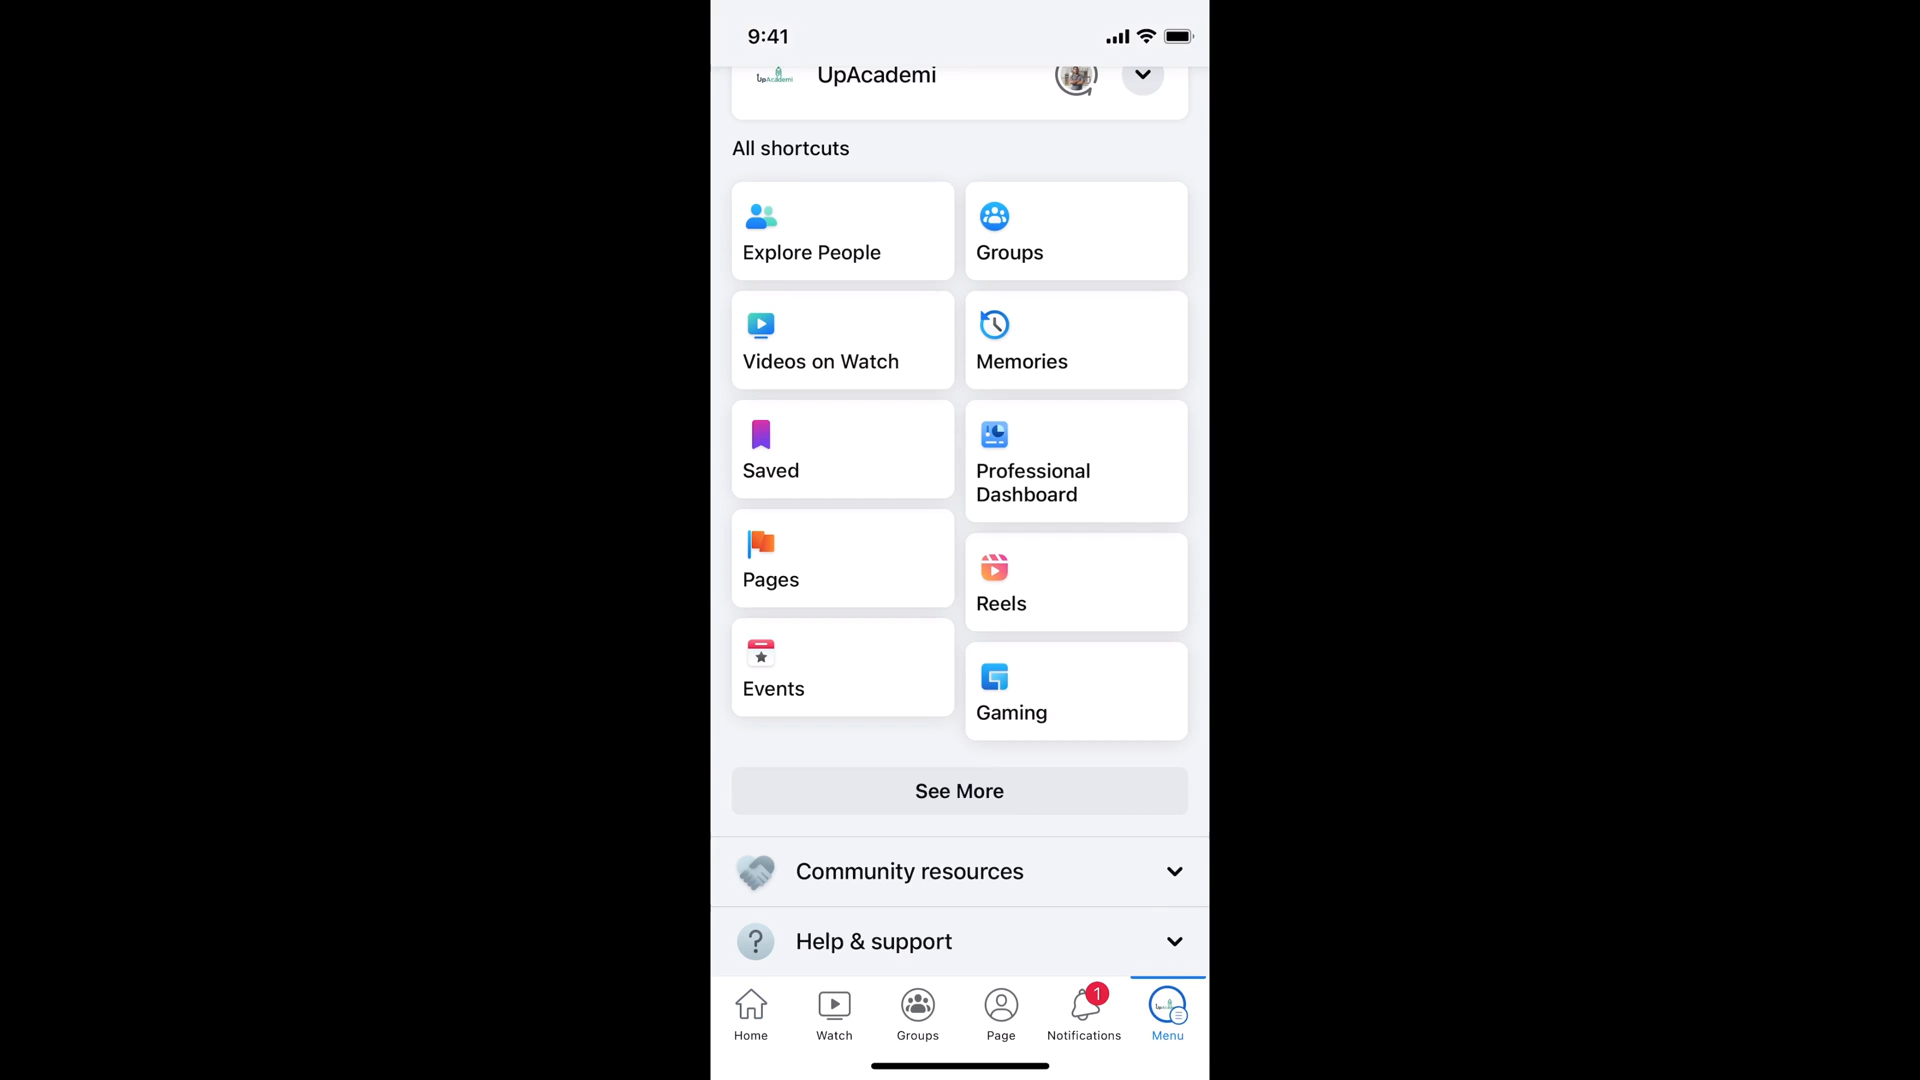 9:41
UpAcademi
UpAcademi
All shortcuts
Explore People
Groups
Videos on Watch
Memories
Saved
Professional
Dashboard
Pages
Reels
Events
Gaming
See More
Community resources
?
Help & support
1
Home
Watch
Groups
Page
Notifications
Menu